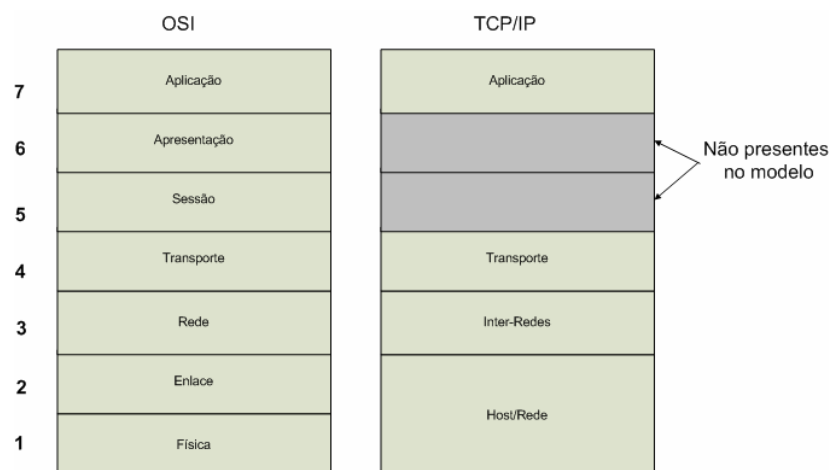 OSI
TCP/IP
7
Aplicação
Aplicação
6
Apresentação
Não presentes
no modelo
5
Sessão
4
Transporte
Transporte
3
Rede
Inter-Redes
2
Enlace
Host/Rede
1
Física